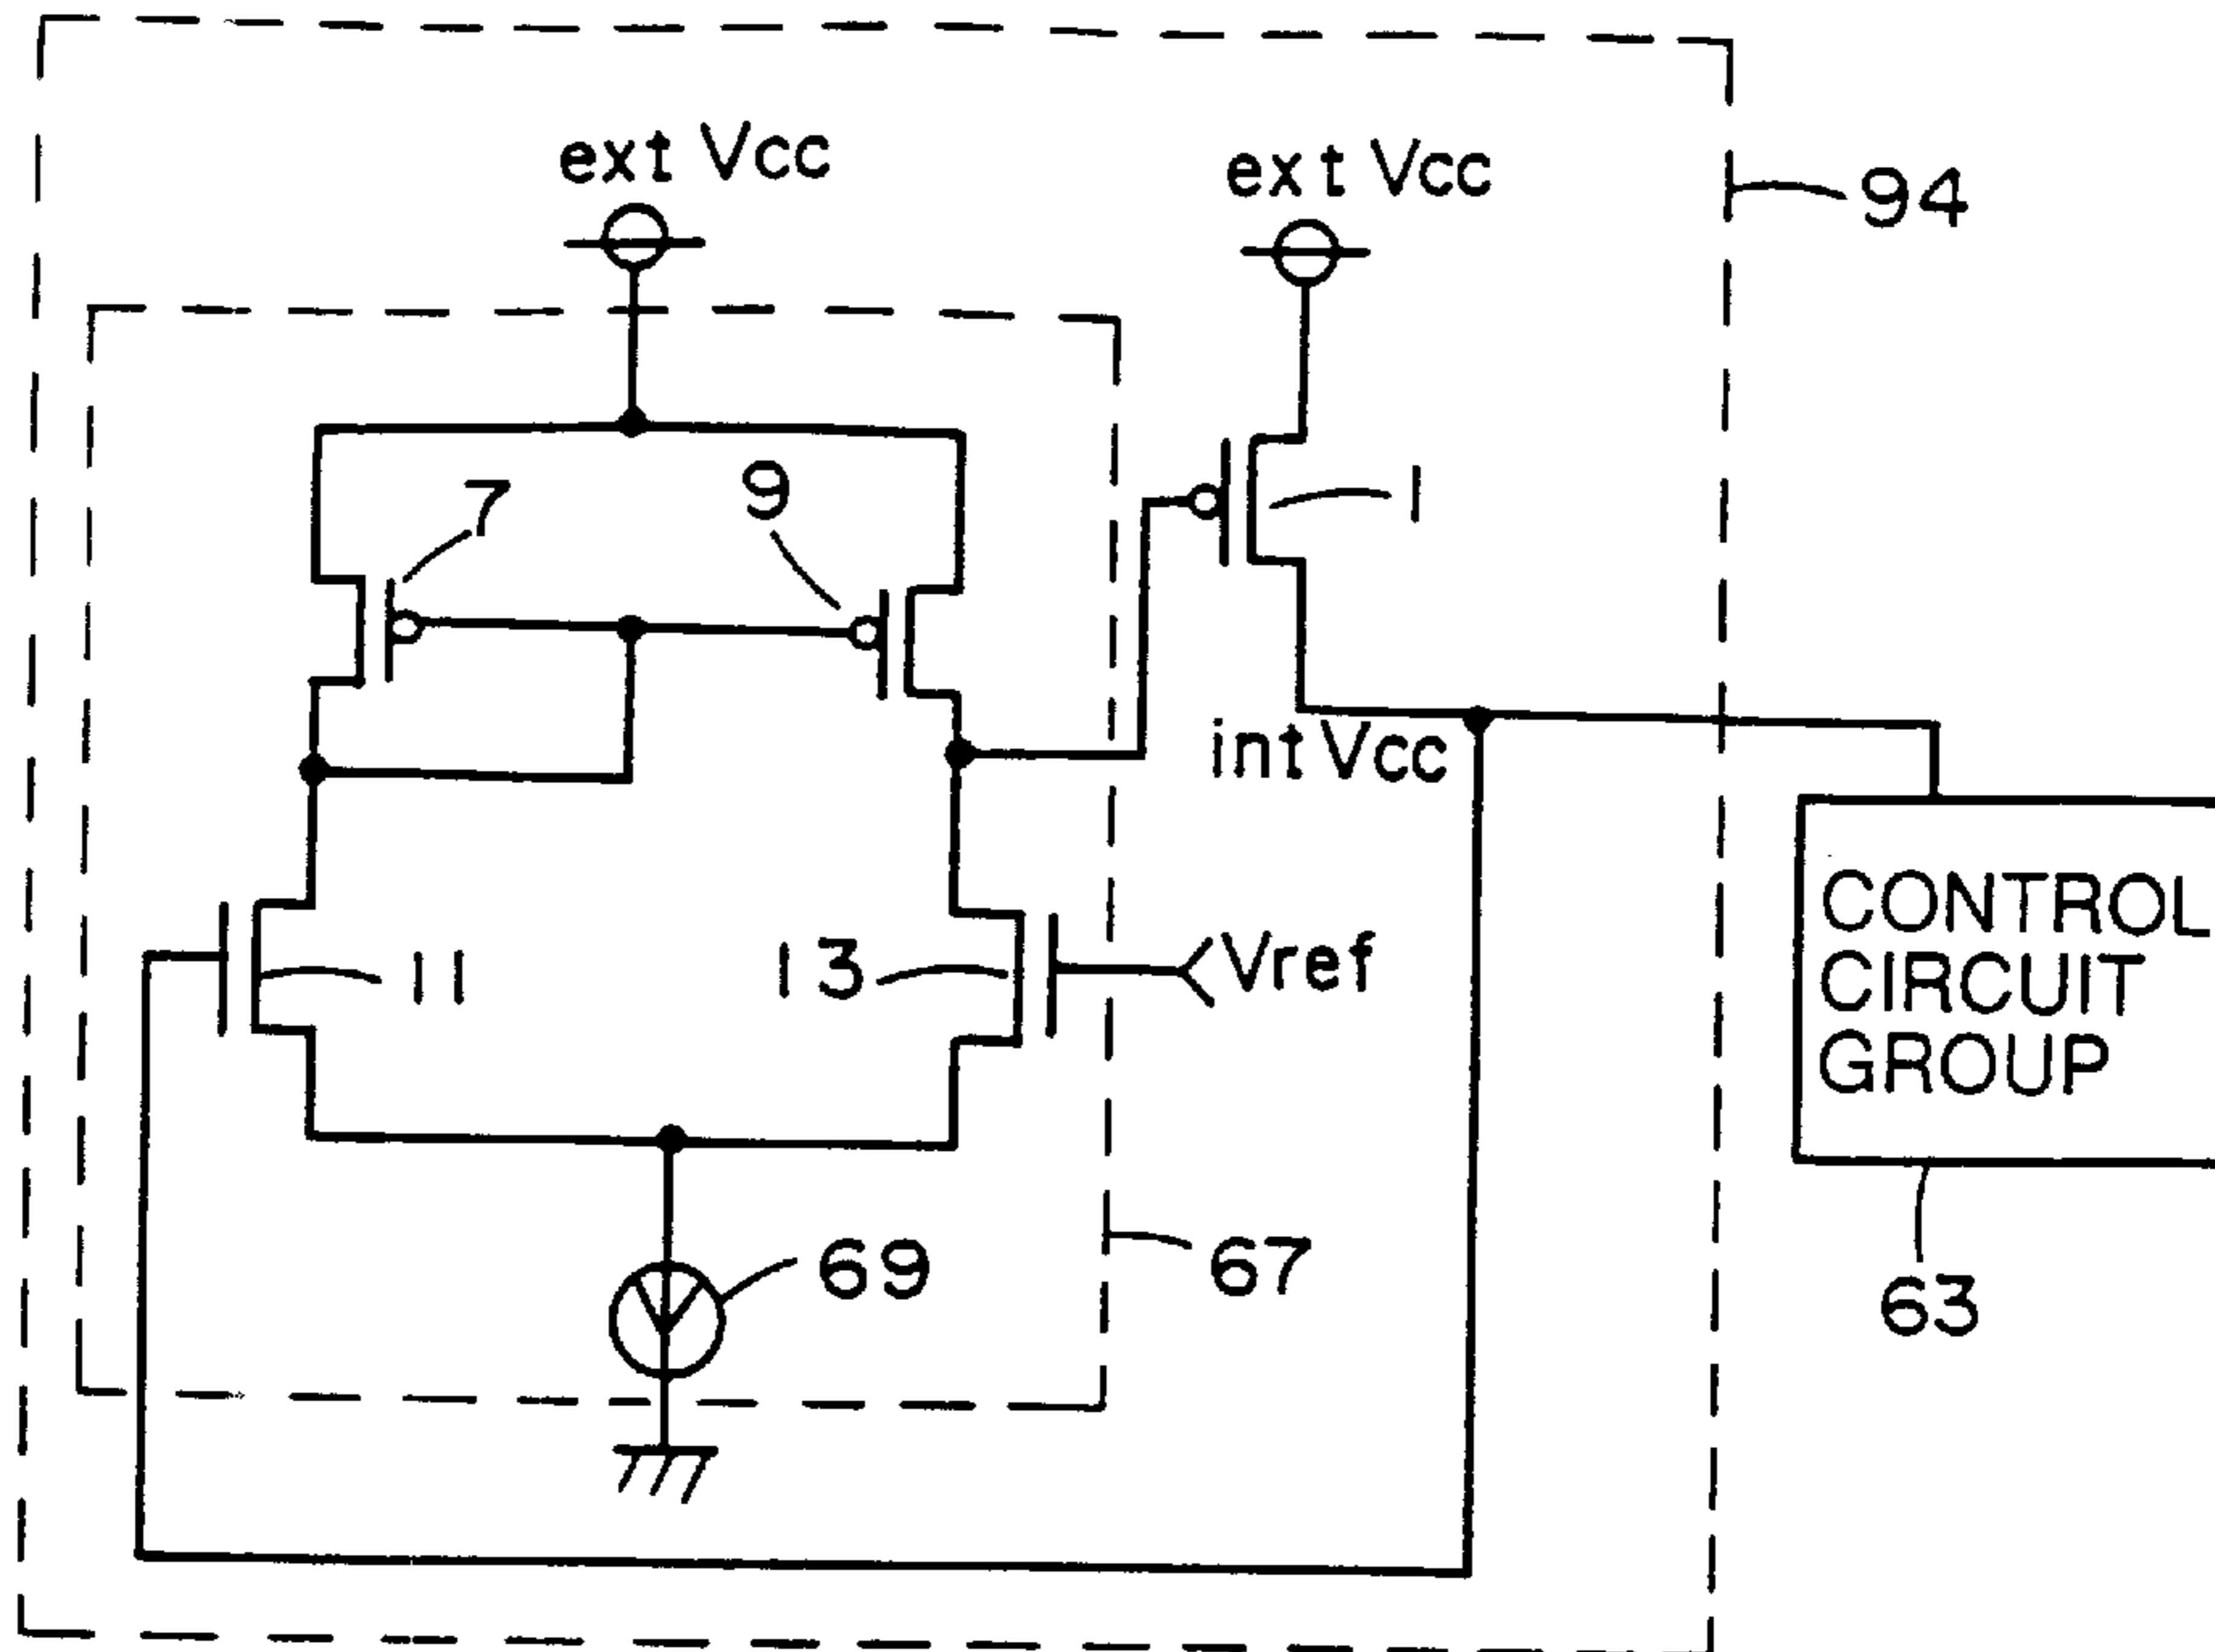 ext Vcc
ext Vcc
94
7
9
1
int Vcc
11
13
Vref
CONTROL
CIRCUIT
GROUP
69
67
63